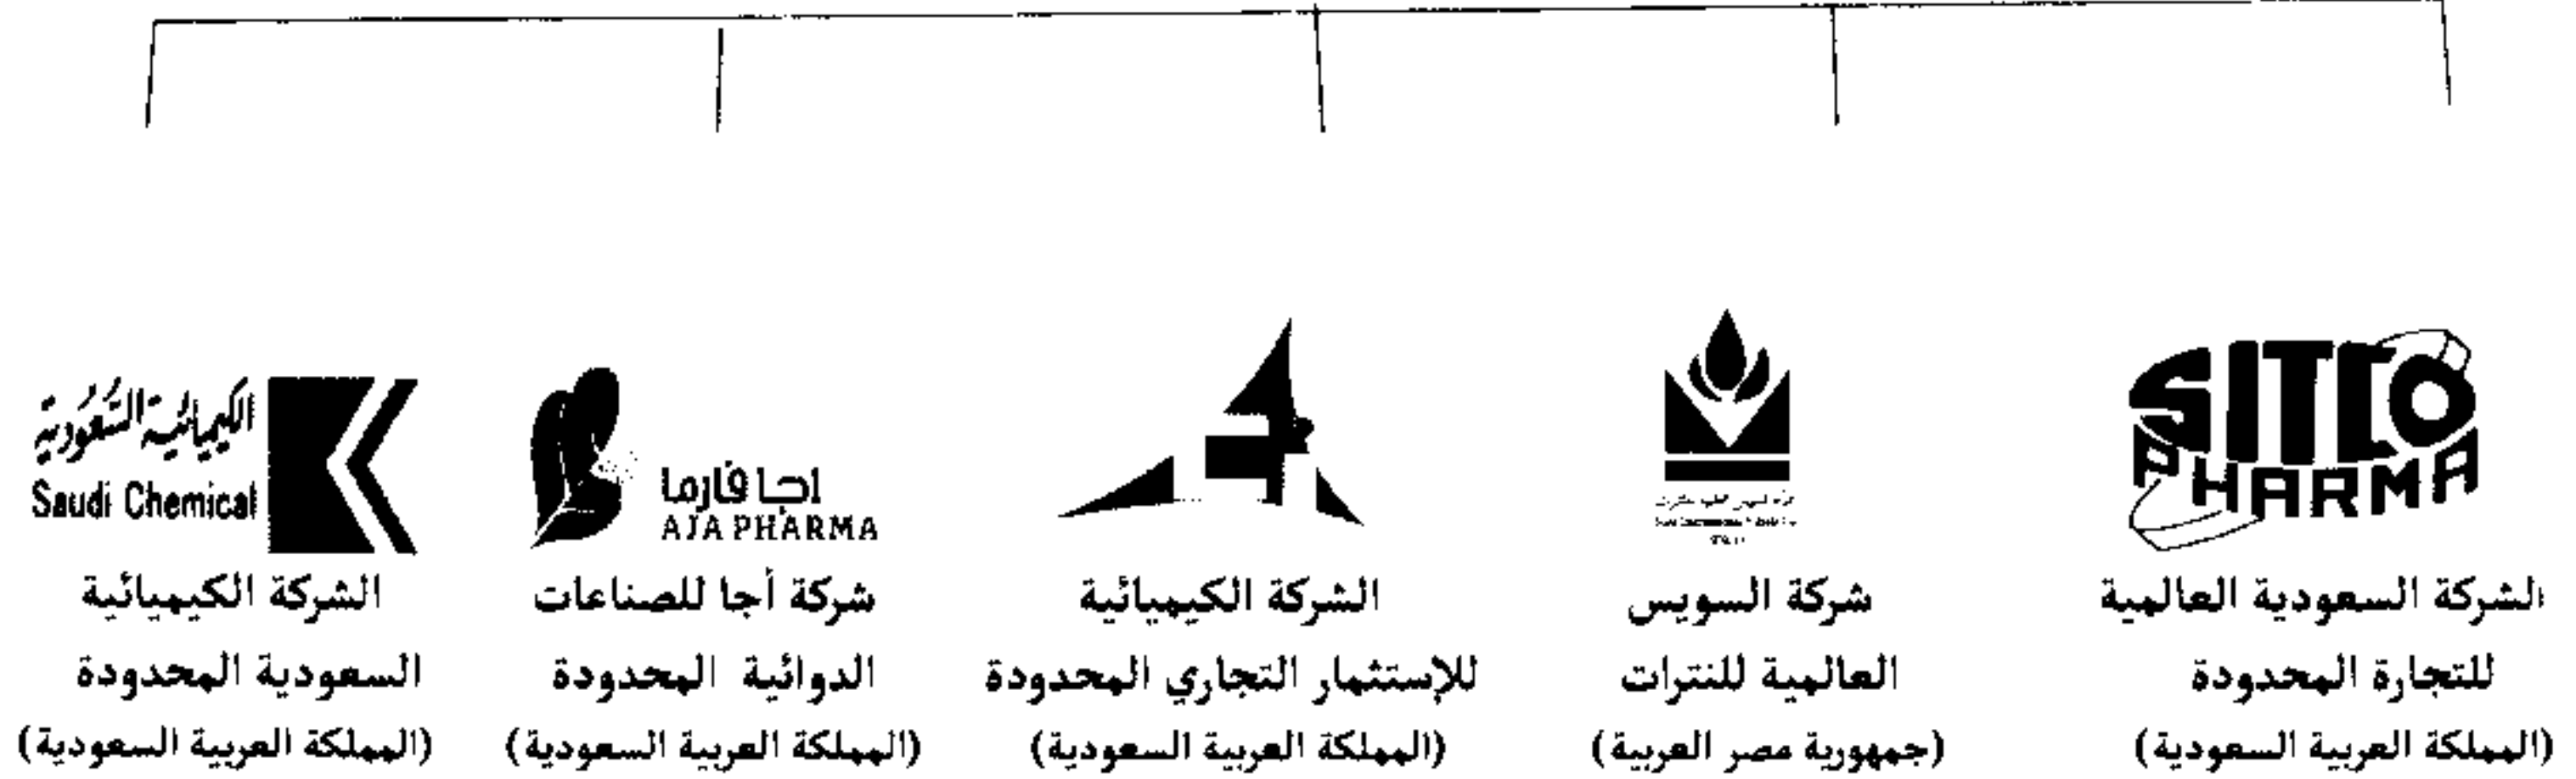 SITCO
PHARMA
الشركة السعودية العالمية
للتجارة المحدودة
(المملكة العربية السعودية)
شركة السويس
العالمية للنترات
(جمهورية مصر العربية)
الشركة الكيميائية
للإستثمار التجاري المحدودة
(المملكة العربية السعودية)
اجا فارما
AJA PHARMA
شركة أجا للصناعات
الدوائية المحدودة
(المملكة العربية السعودية)
الكيميائية السعودية
Saudi Chemical
الشركة الكيميائية
السعودية المحدودة
(المملكة العربية السعودية)